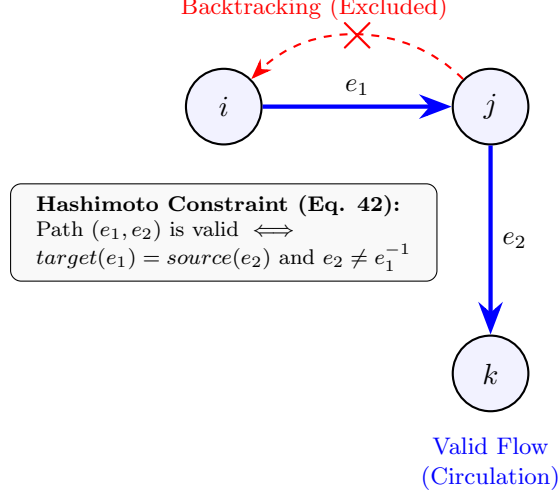 Backtracking (Excluded)
i
e₁
j
Hashimoto Constraint (Eq. 42):
Path (e₁, e₂) is valid ⟺
target(e₁) = source(e₂) and e₂ ≠ e₁⁻¹
e₂
k
Valid Flow
(Circulation)